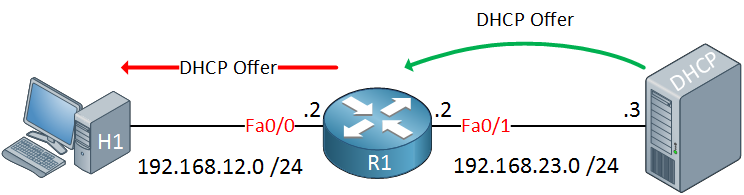 DHCP Offer
DHCP Offer
DHCP
H1
Fa0/0
.2
R1
.2
Fa0/1
.3
192.168.12.0 /24
192.168.23.0 /24